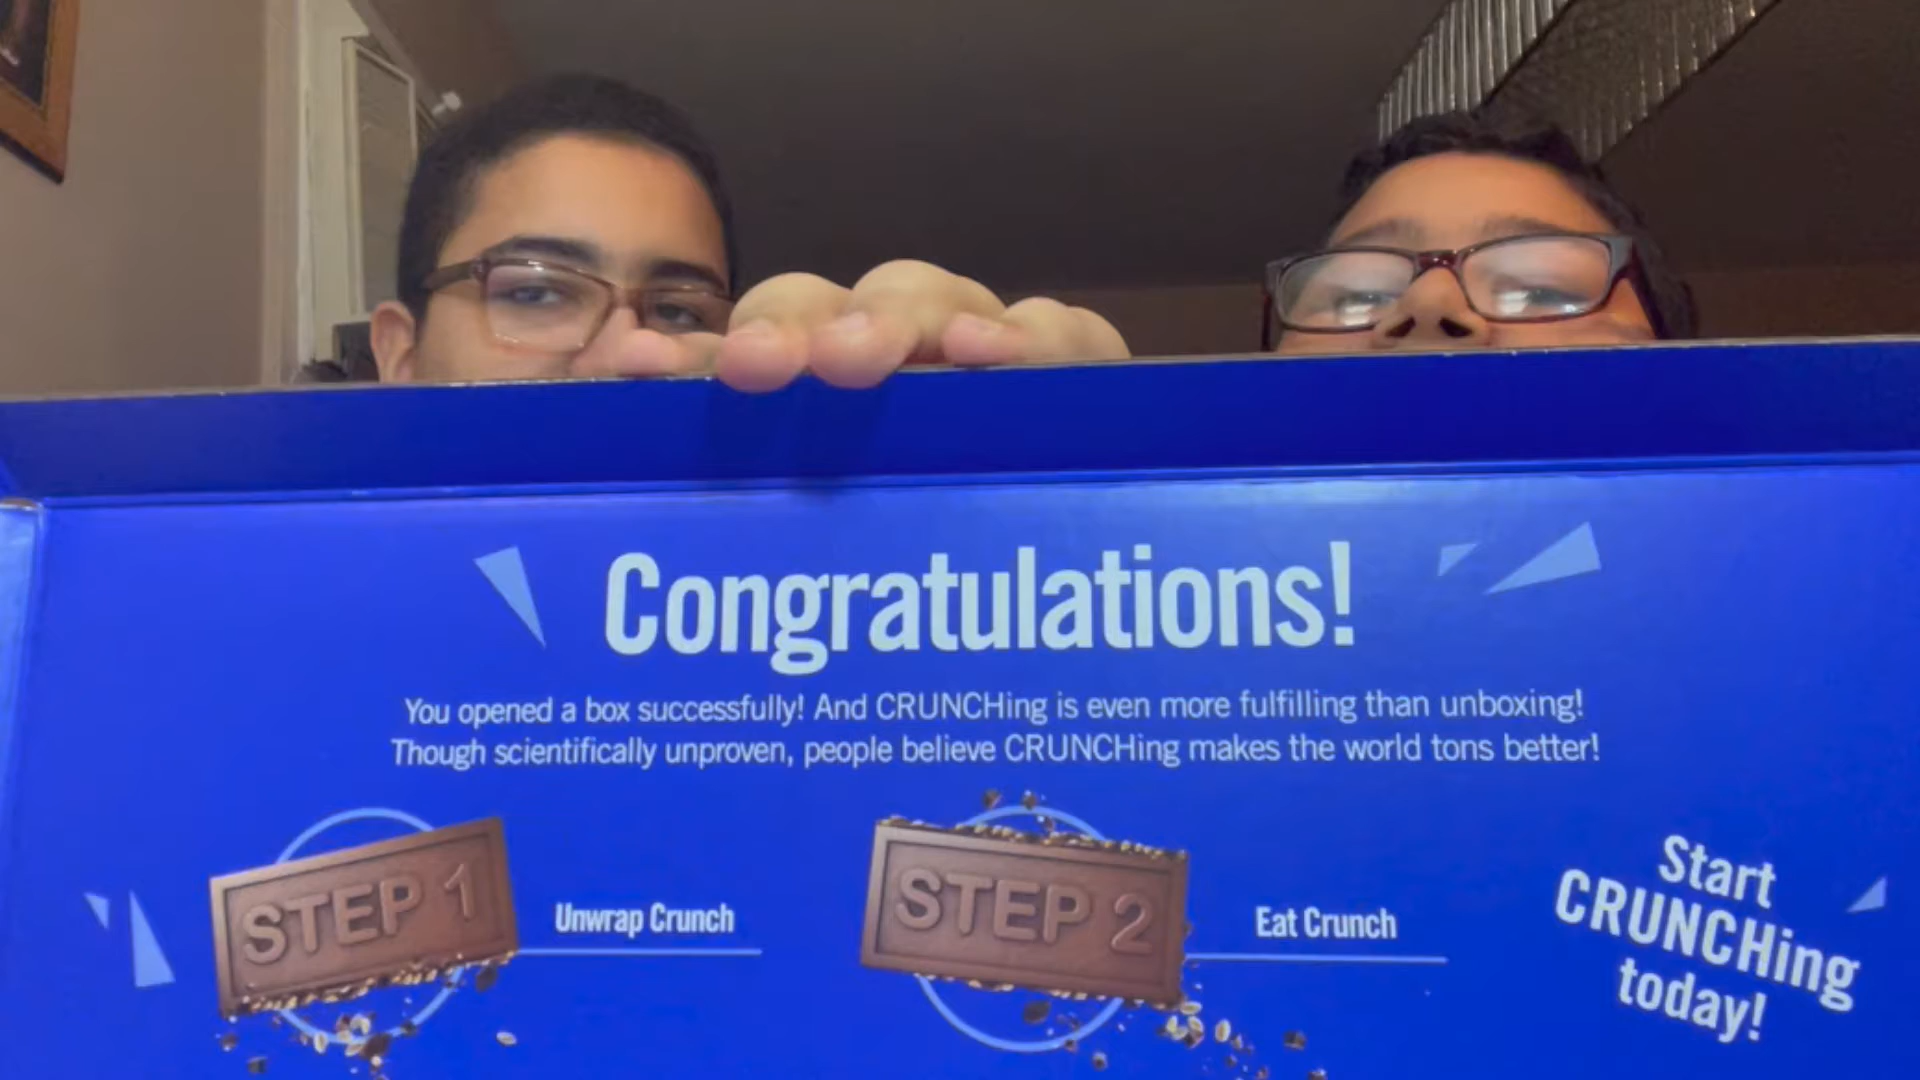 Congratulations!
You opened a box successfully! And CRUNCHing is even more fulfilling than unboxing!
Though scientifically unproven, people believe CRUNCHing makes the world tons better!
STEP 1
Unwrap Crunch
STEP 2
Eat Crunch
Start
CRUNCHing
today!